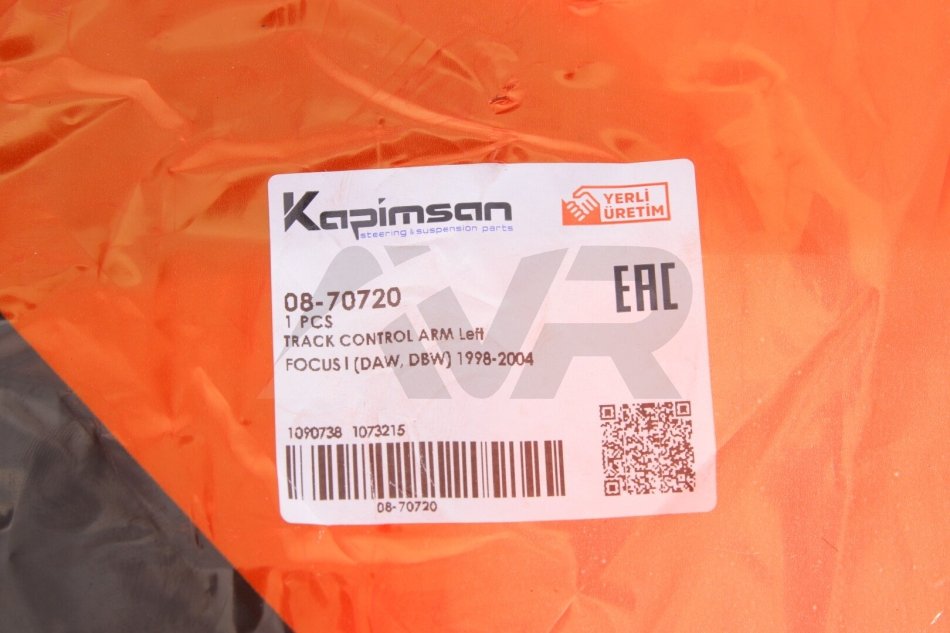 Kapimsan
steering & suspension parts
YERLİ
ÜRETİM
08-70720
1 PCS
TRACK CONTROL ARM Left
FOCUS I (DAW, DBW) 1998-2004
EAC
AVR
1090738 1073215
08-70720